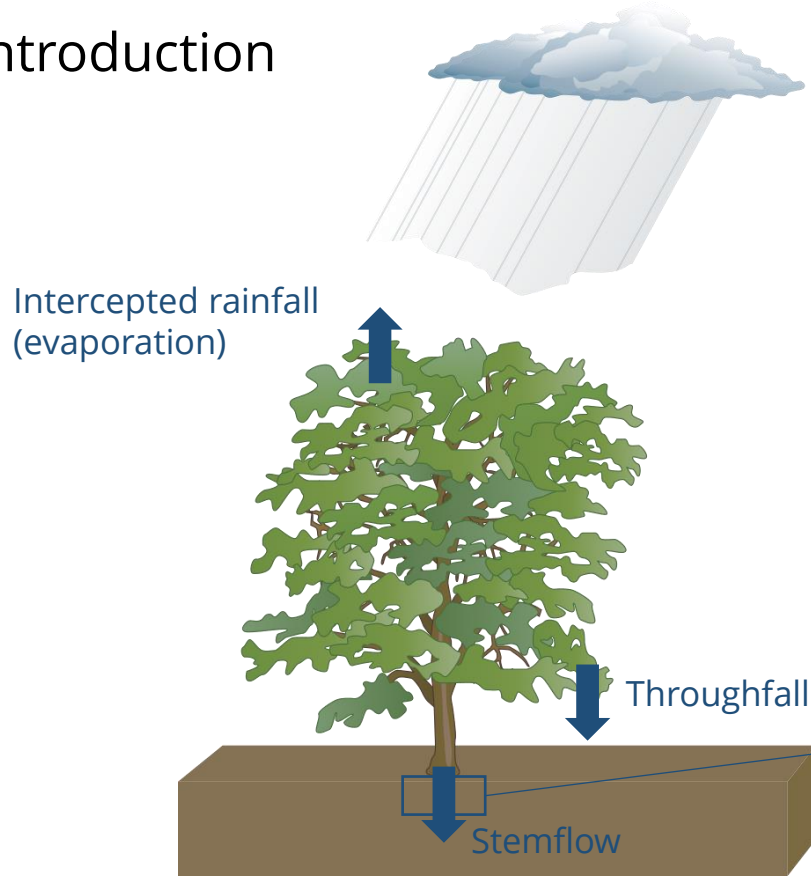 ntroduction
Intercepted rainfall
(evaporation)
Throughfall
Stemflow